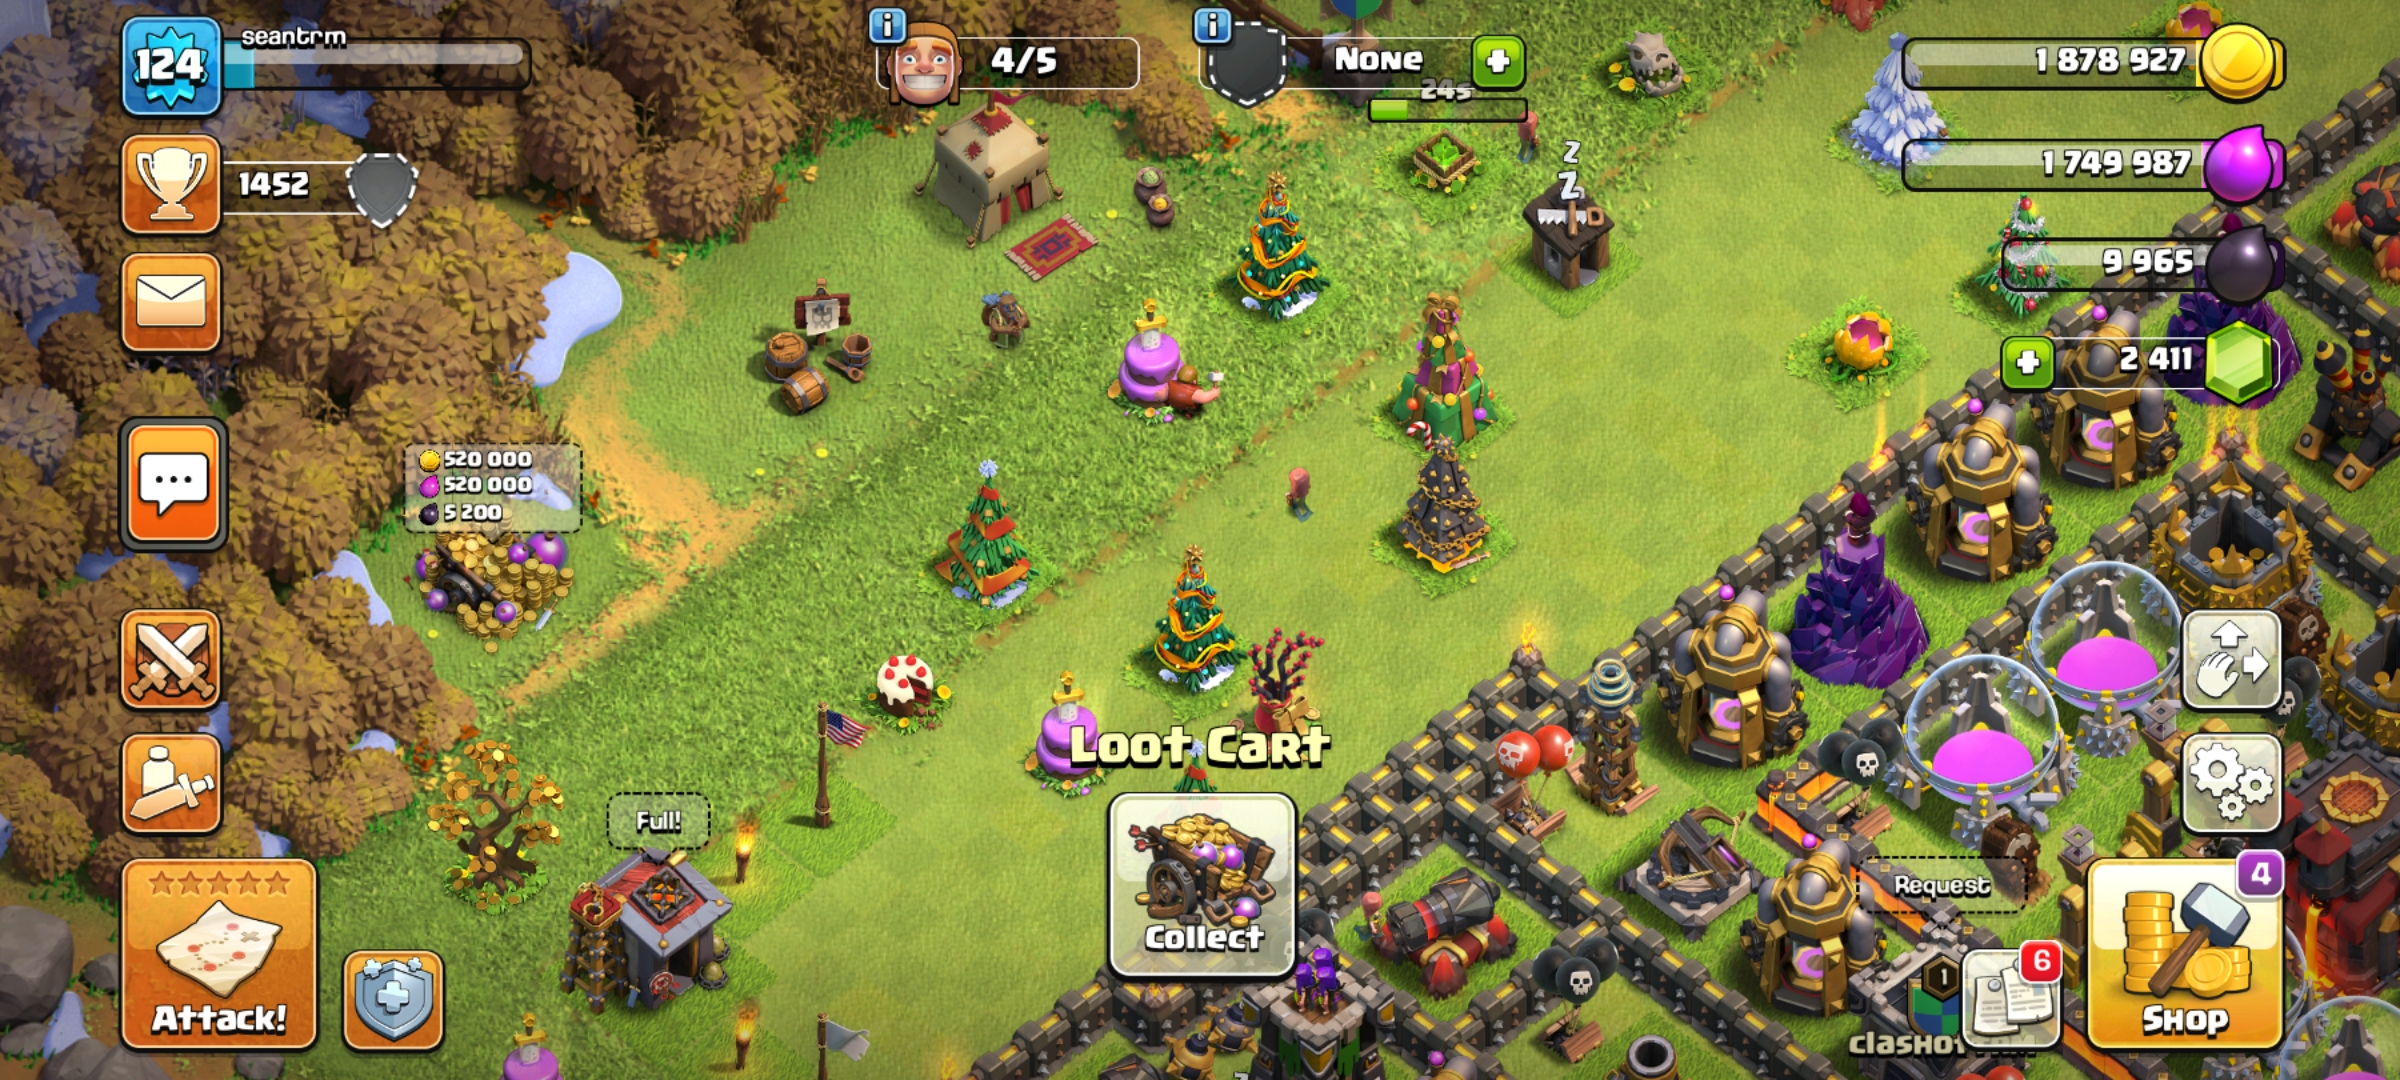 124
seantrm
4/5
None
24s
1 878 927
1452
1 749 987
9 965
2 411
Z
Z
520 000
520 000
5 200
Loot Cart
Full!
Collect
Request
4
6
1
Attack!
Shop